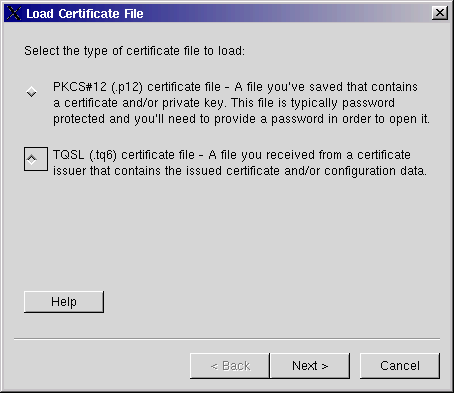 Load Certificate File
Select the type of certificate file to load:
PKCS#12 (.p12) certificate file - A file you've saved that contains
a certificate and/or private key. This file is typically password
protected and you'll need to provide a password in order to open it.
TQSL (.tq6) certificate file - A file you received from a certificate
issuer that contains the issued certificate and/or configuration data.
Help
< Back
Next >
Cancel